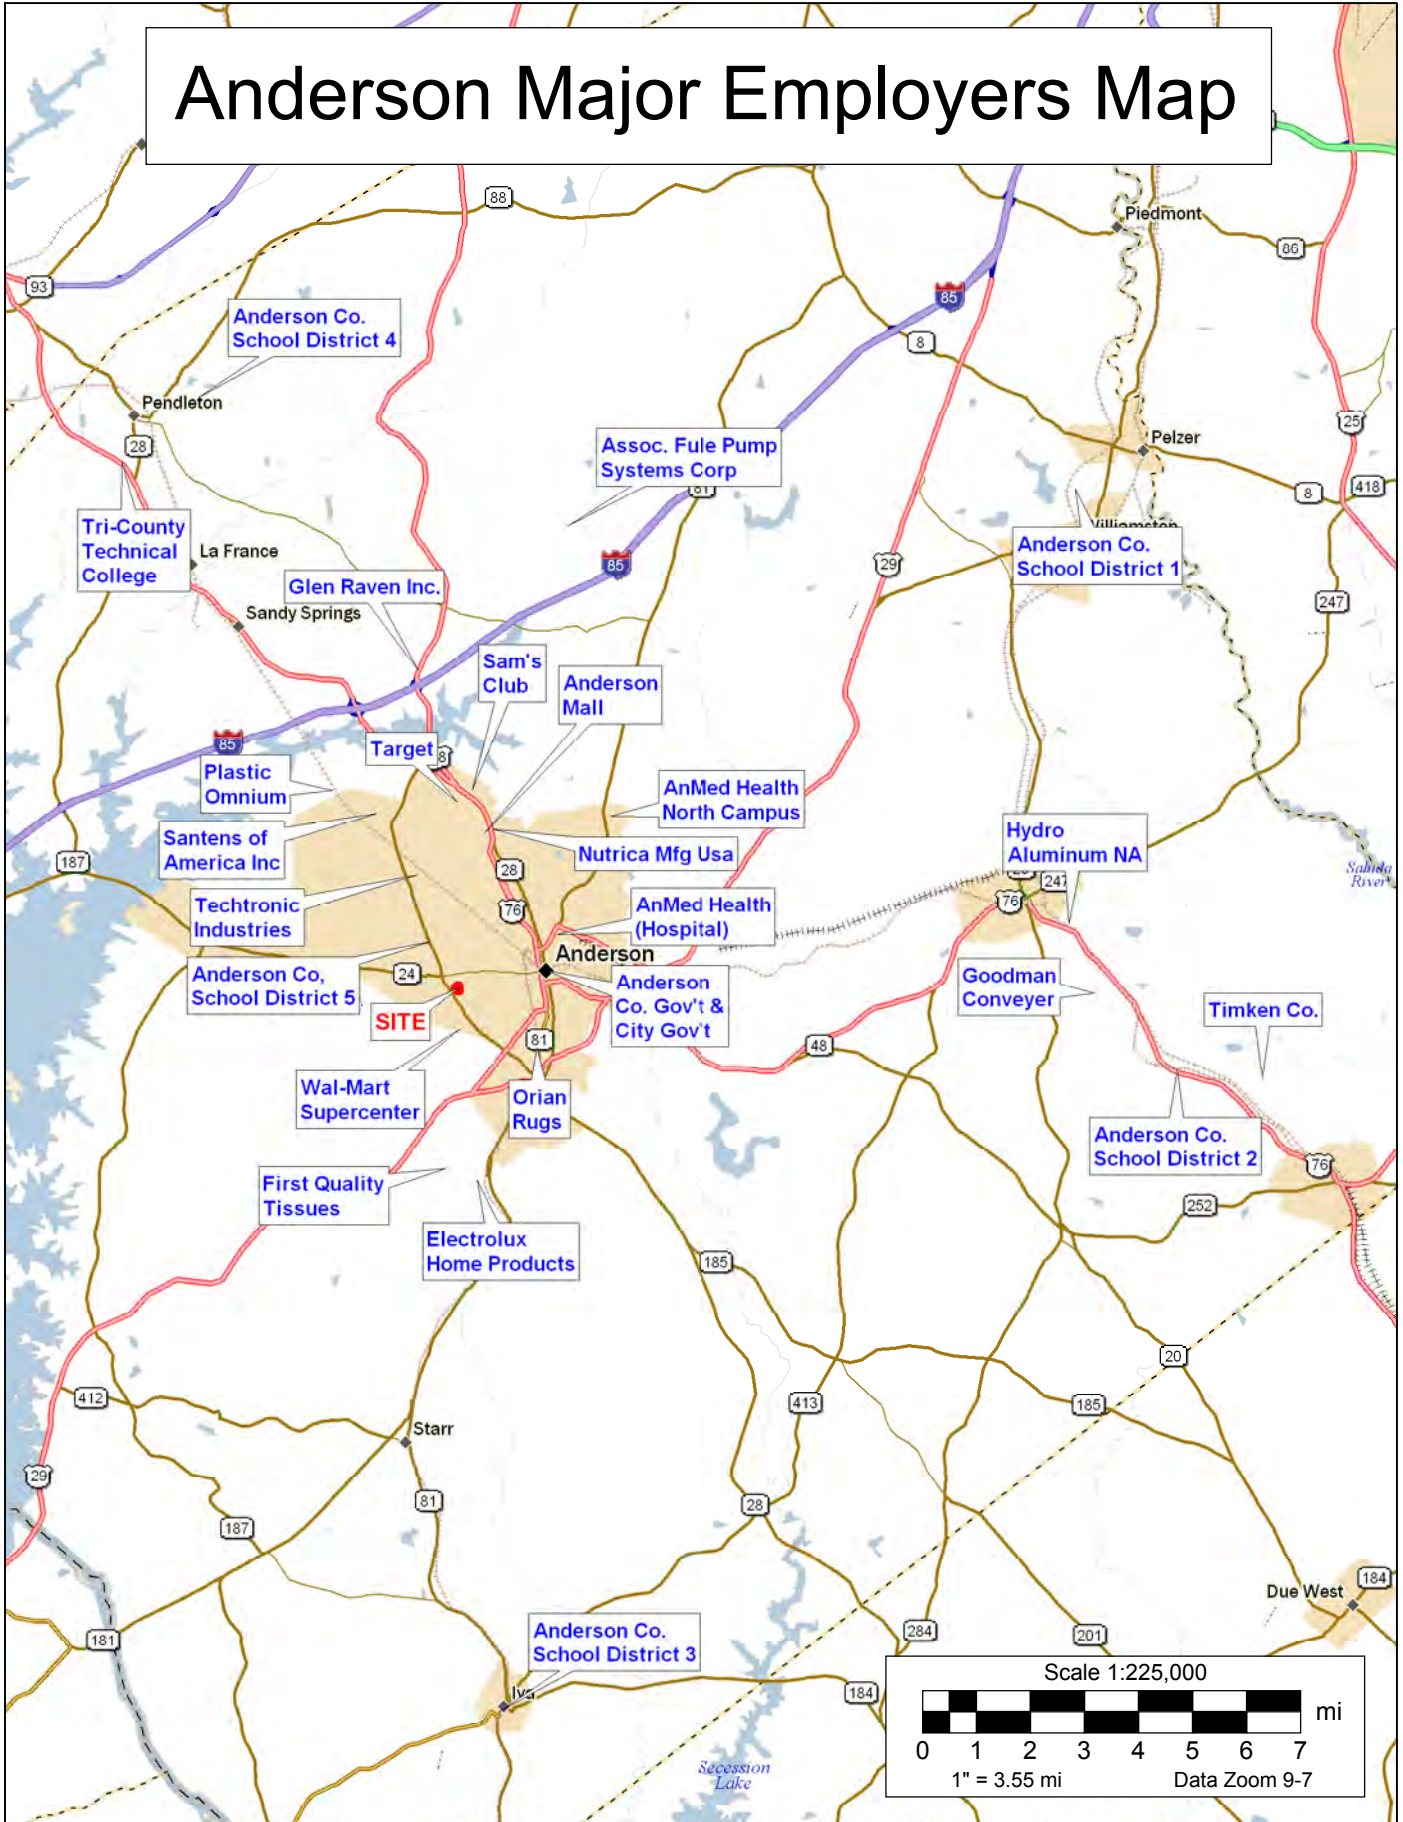 Anderson Major Employers Map
88
Piedmont
86
93
85
Anderson Co.
School District 4
8
Pendleton
25
28
Assoc. Fule Pump
Systems Corp
Pelzer
81
8
418
Tri-County
Technical
College
Williamston
Anderson Co.
School District 1
La France
85
29
Glen Raven Inc.
Sandy Springs
247
Sam's
Club
Anderson
Mall
85
Target
8
Plastic
Omnium
AnMed Health
North Campus
Santens of
America Inc
Nutrica Mfg Usa
Hydro
Aluminum NA
187
28
247
Saluda
River
76
76
Techtronic
Industries
AnMed Health
(Hospital)
Anderson
24
Anderson Co,
School District 5
Anderson
Co. Gov't &
City Gov't
Goodman
Conveyer
Timken Co.
SITE
81
48
Wal-Mart
Supercenter
Orian
Rugs
Anderson Co.
School District 2
76
First Quality
Tissues
252
Electrolux
Home Products
185
20
412
413
185
Starr
29
81
28
187
Due West
184
181
Anderson Co.
School District 3
284
201
Iva
184
Secession
Lake
Scale 1:225,000
mi
0 1 2 3 4 5 6 7
1" = 3.55 mi Data Zoom 9-7